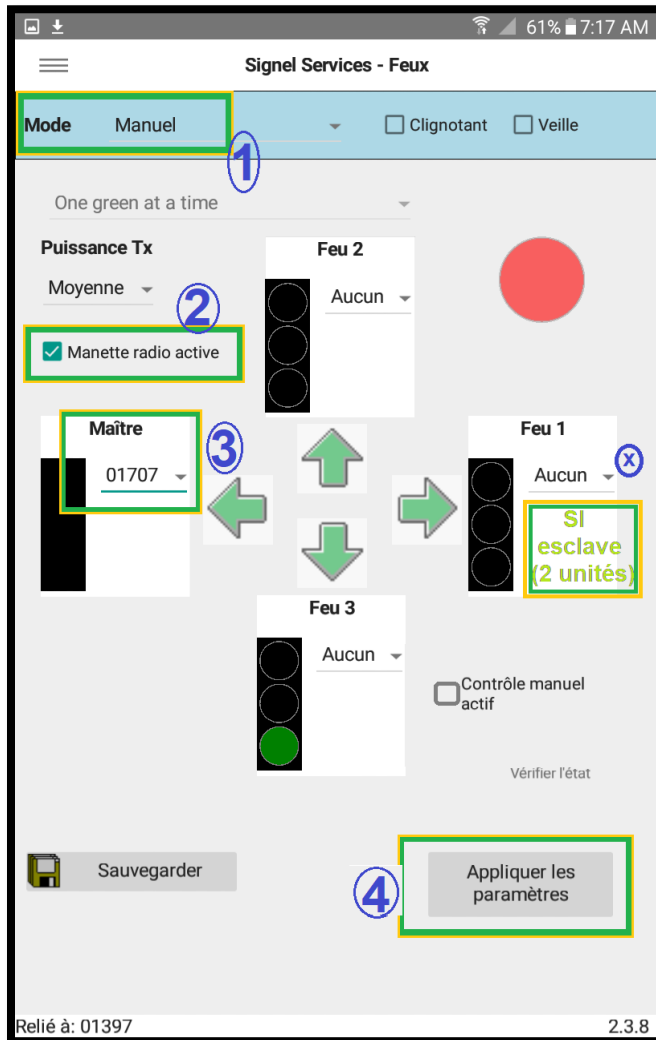 61% 7:17 AM
Signel Services - Feux
Mode Manuel Clignotant Veille
1
One green at a time
Puissance Tx
Moyenne
2
Manette radio active
Feu 2
Aucun
Maître
01707
3
Feu 1
Aucun
X
SI
esclave
(2 unités)
Feu 3
Aucun
Contrôle manuel
actif
Vérifier l'état
Sauvegarder
4
Appliquer les
paramètres
Relié à: 01397 2.3.8